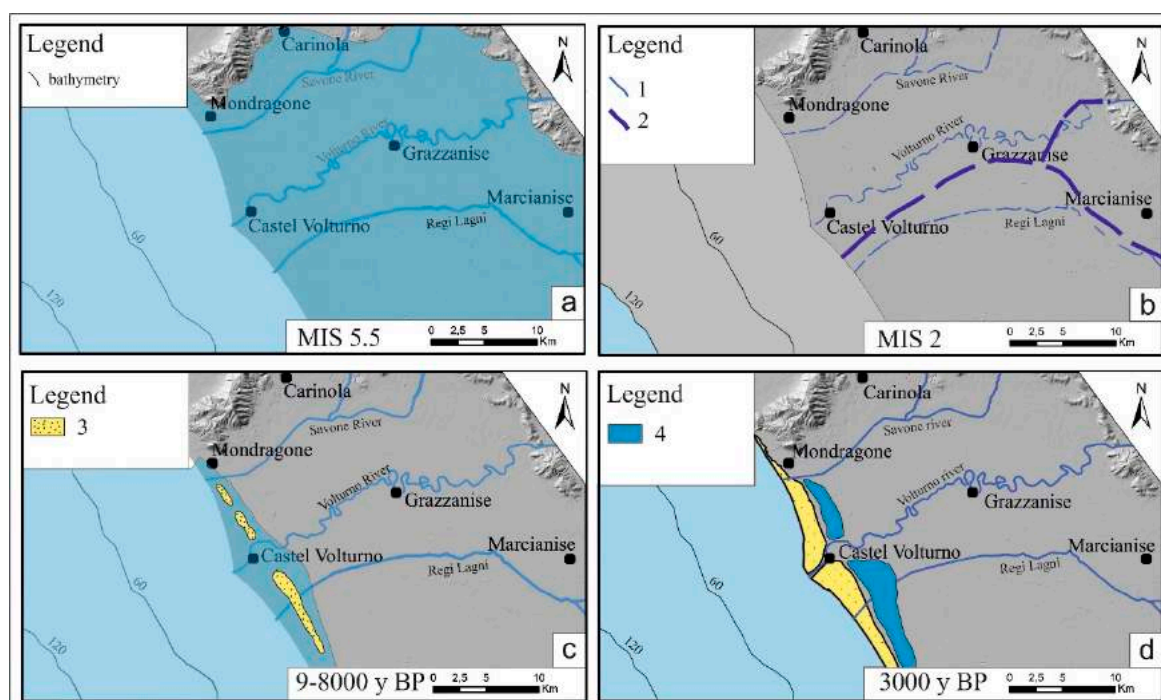 Legend
bathymetry
Carinola
N
Savone River
Mondragone
Volturno River
Grazzanise
Marcianise
Castel Volturno
Regi Lagni
60
120
MIS 5.5
0 2,5 5 10
Km
a
Legend
1
2
Carinola
N
Savone River
Mondragone
Volturno River
Grazzanise
Marcianise
Castel Volturno
Regi Lagni
60
120
MIS 2
0 2,5 5 10
Km
b
Legend
3
Carinola
N
Savone River
Mondragone
Volturno River
Grazzanise
Marcianise
Castel Volturno
Regi Lagni
60
120
9-8000 y BP
0 2,5 5 10
Km
c
Legend
4
Carinola
N
Savone river
Mondragone
Volturno river
Grazzanise
Marcianise
Castel Volturno
Regi Lagni
60
120
3000 y BP
0 2,5 5 10
Km
d